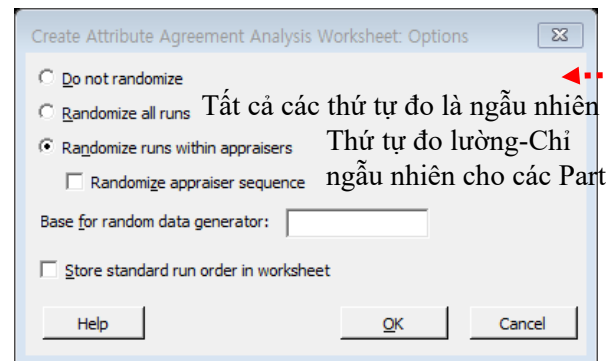 Create Attribute Agreement Analysis Worksheet: Options
Do not randomize
Randomize all runs Tất cả các thứ tự đo là ngẫu nhiên
Randomize runs within appraisers Thứ tự đo lường-Chỉ
Randomize appraiser sequence ngẫu nhiên cho các Part
Base for random data generator:
Store standard run order in worksheet
Help OK Cancel